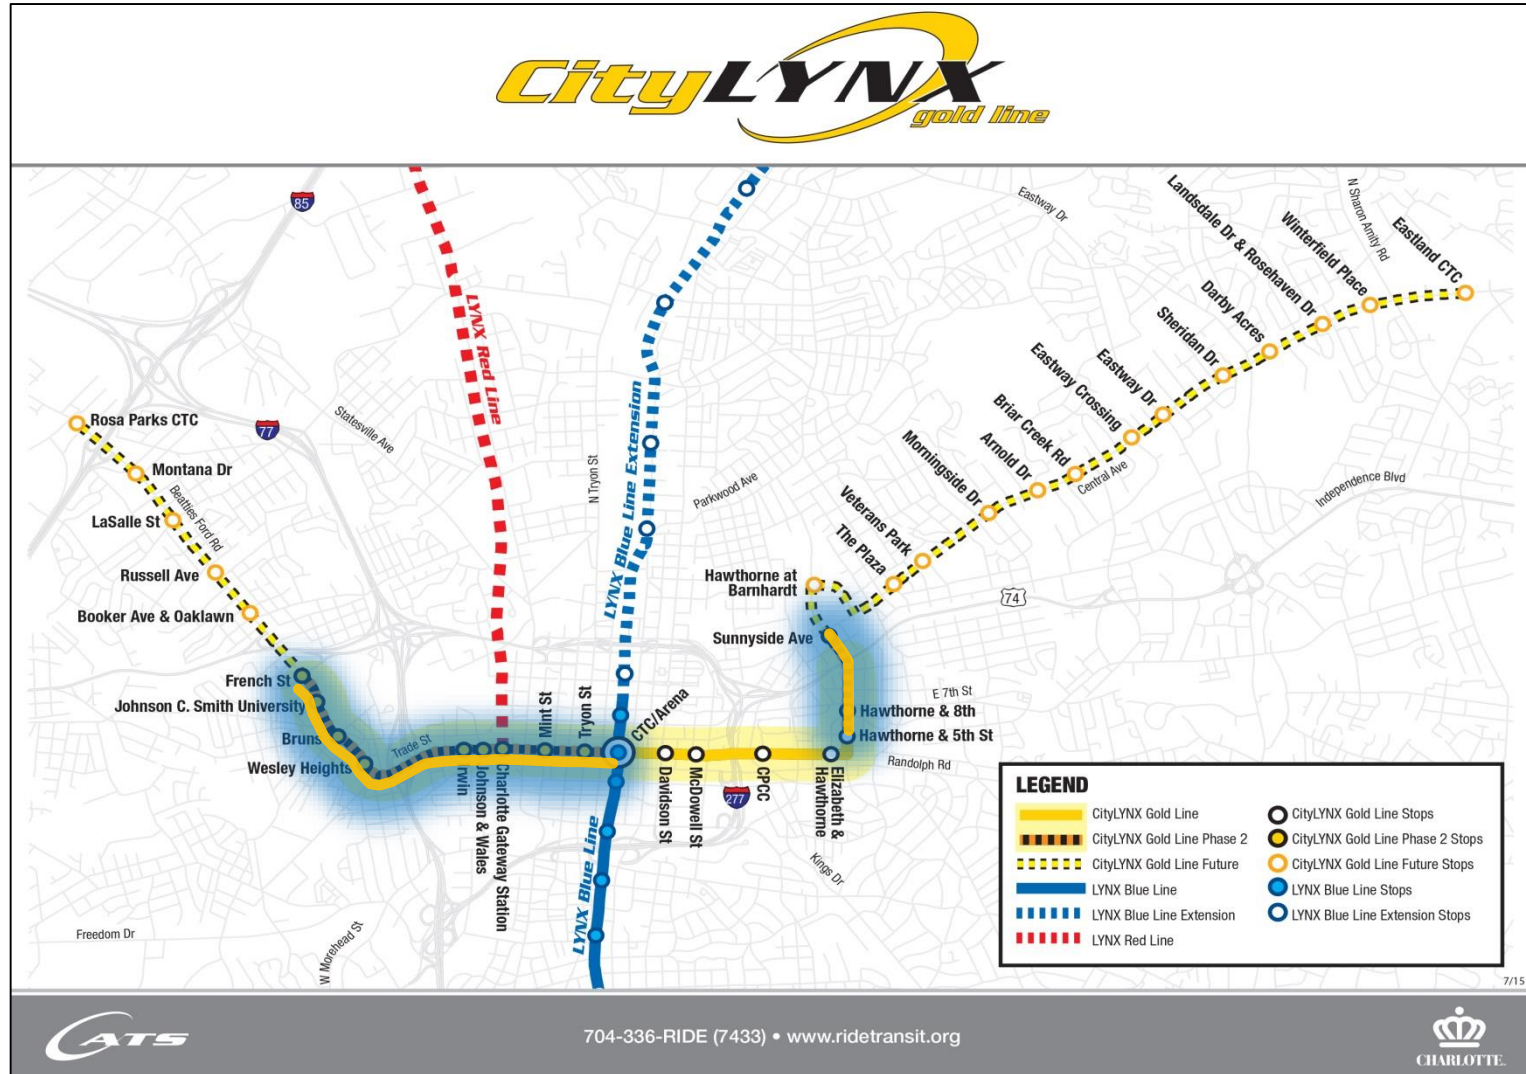 CityLYNX
gold line
85
77
74
277
Eastway Dr
N Sharon Amity Rd
Landsdale Dr & Rosehaven Dr
Winterfield Place
Eastland CTC
Darby Acres
Sheridan Dr
Eastway Dr
Eastway Crossing
Briar Creek Rd
Arnold Dr
Central Ave
Morningside Dr
Independence Blvd
Veterans Park
The Plaza
Hawthorne at
Barnhardt
Sunnyside Ave
E 7th St
Hawthorne & 8th
Hawthorne & 5th St
Randolph Rd
LYNX Red Line
LYNX Blue Line Extension
N Tryon St
Parkwood Ave
Statesville Ave
Rosa Parks CTC
Montana Dr
Beatties Ford Rd
LaSalle St
Russell Ave
Booker Ave & Oaklawn
French St
Johnson C. Smith University
Bruns
Wesley Heights
Trade St
Irwin
Johnson & Wales
Charlotte Gateway Station
Mint St
Tryon St
CTC/Arena
Davidson St
McDowell St
CPCC
Elizabeth &
Hawthorne
Kings Dr
LYNX Blue Line
Freedom Dr
W Morehead St
LEGEND
CityLYNX Gold Line
CityLYNX Gold Line Phase 2
CityLYNX Gold Line Future
LYNX Blue Line
LYNX Blue Line Extension
LYNX Red Line
CityLYNX Gold Line Stops
CityLYNX Gold Line Phase 2 Stops
CityLYNX Gold Line Future Stops
LYNX Blue Line Stops
LYNX Blue Line Extension Stops
7/15
CATS
704-336-RIDE (7433) • www.ridetransit.org
CHARLOTTE.